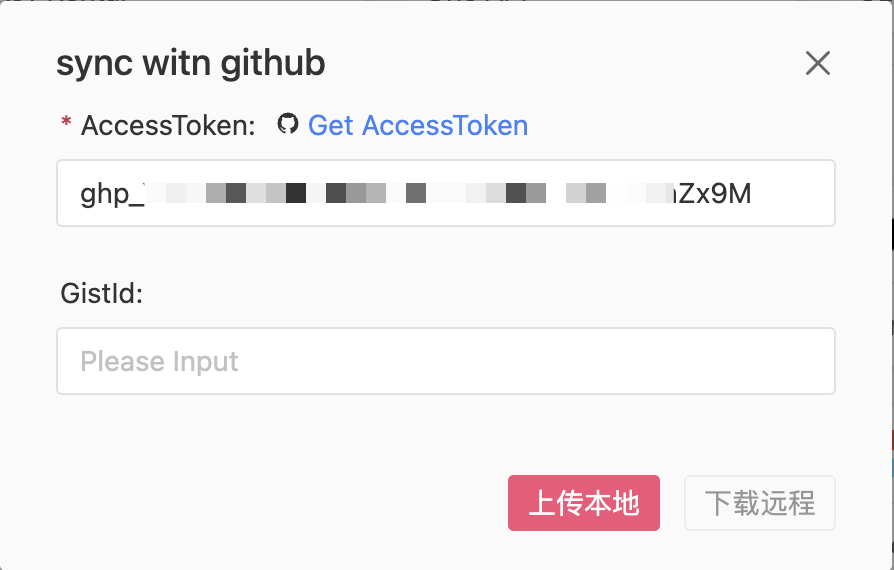 sync witn github
* AccessToken: Get AccessToken
ghp_ Zx9M
GistId:
Please Input
上传本地 下载远程